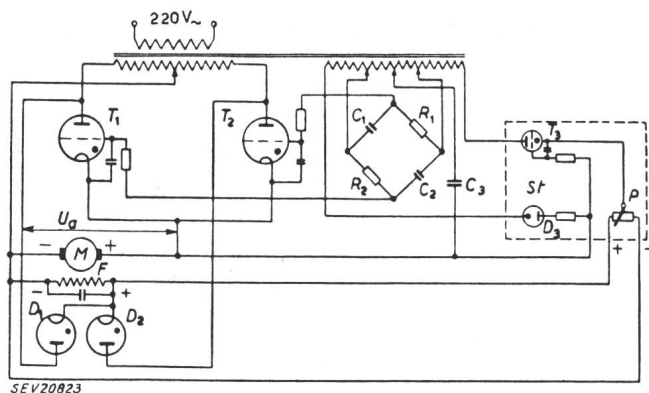 220V~
T1
T2
C1
R1
R2
C2
C3
T3
St
P
D3
Ua
- M +
F
- +
D1
D2
+ -
SEV20823